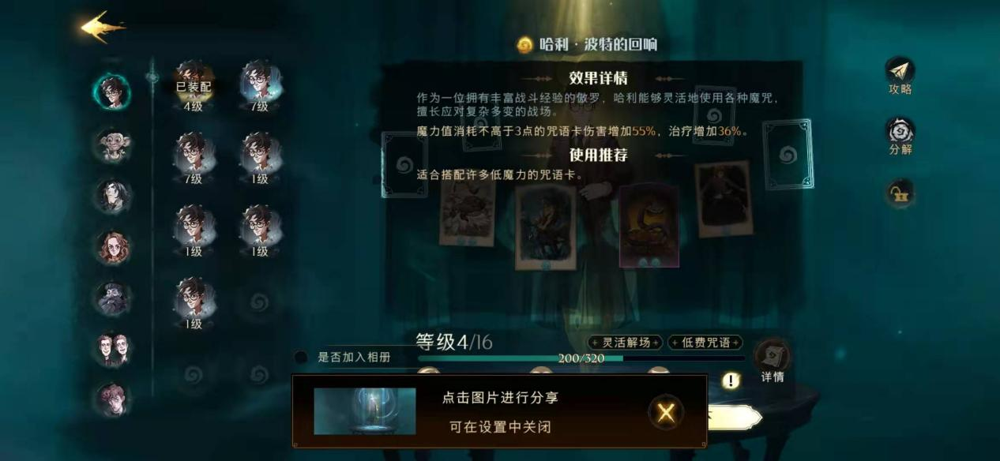 哈利·波特的回响
效果详情
作为一位拥有丰富战斗经验的傲罗，哈利能够灵活地使用各种魔咒，
擅长应对复杂多变的战场。
魔力值消耗不高于3点的咒语卡伤害增加55%，治疗增加36%。
使用推荐
适合搭配许多低魔力的咒语卡。
已装配
4级
7级
7级
1级
1级
1级
1级
攻略
分解
等级4/16
灵活解场
低费咒语
是否加入相册
200/320
详情
点击图片进行分享
可在设置中关闭